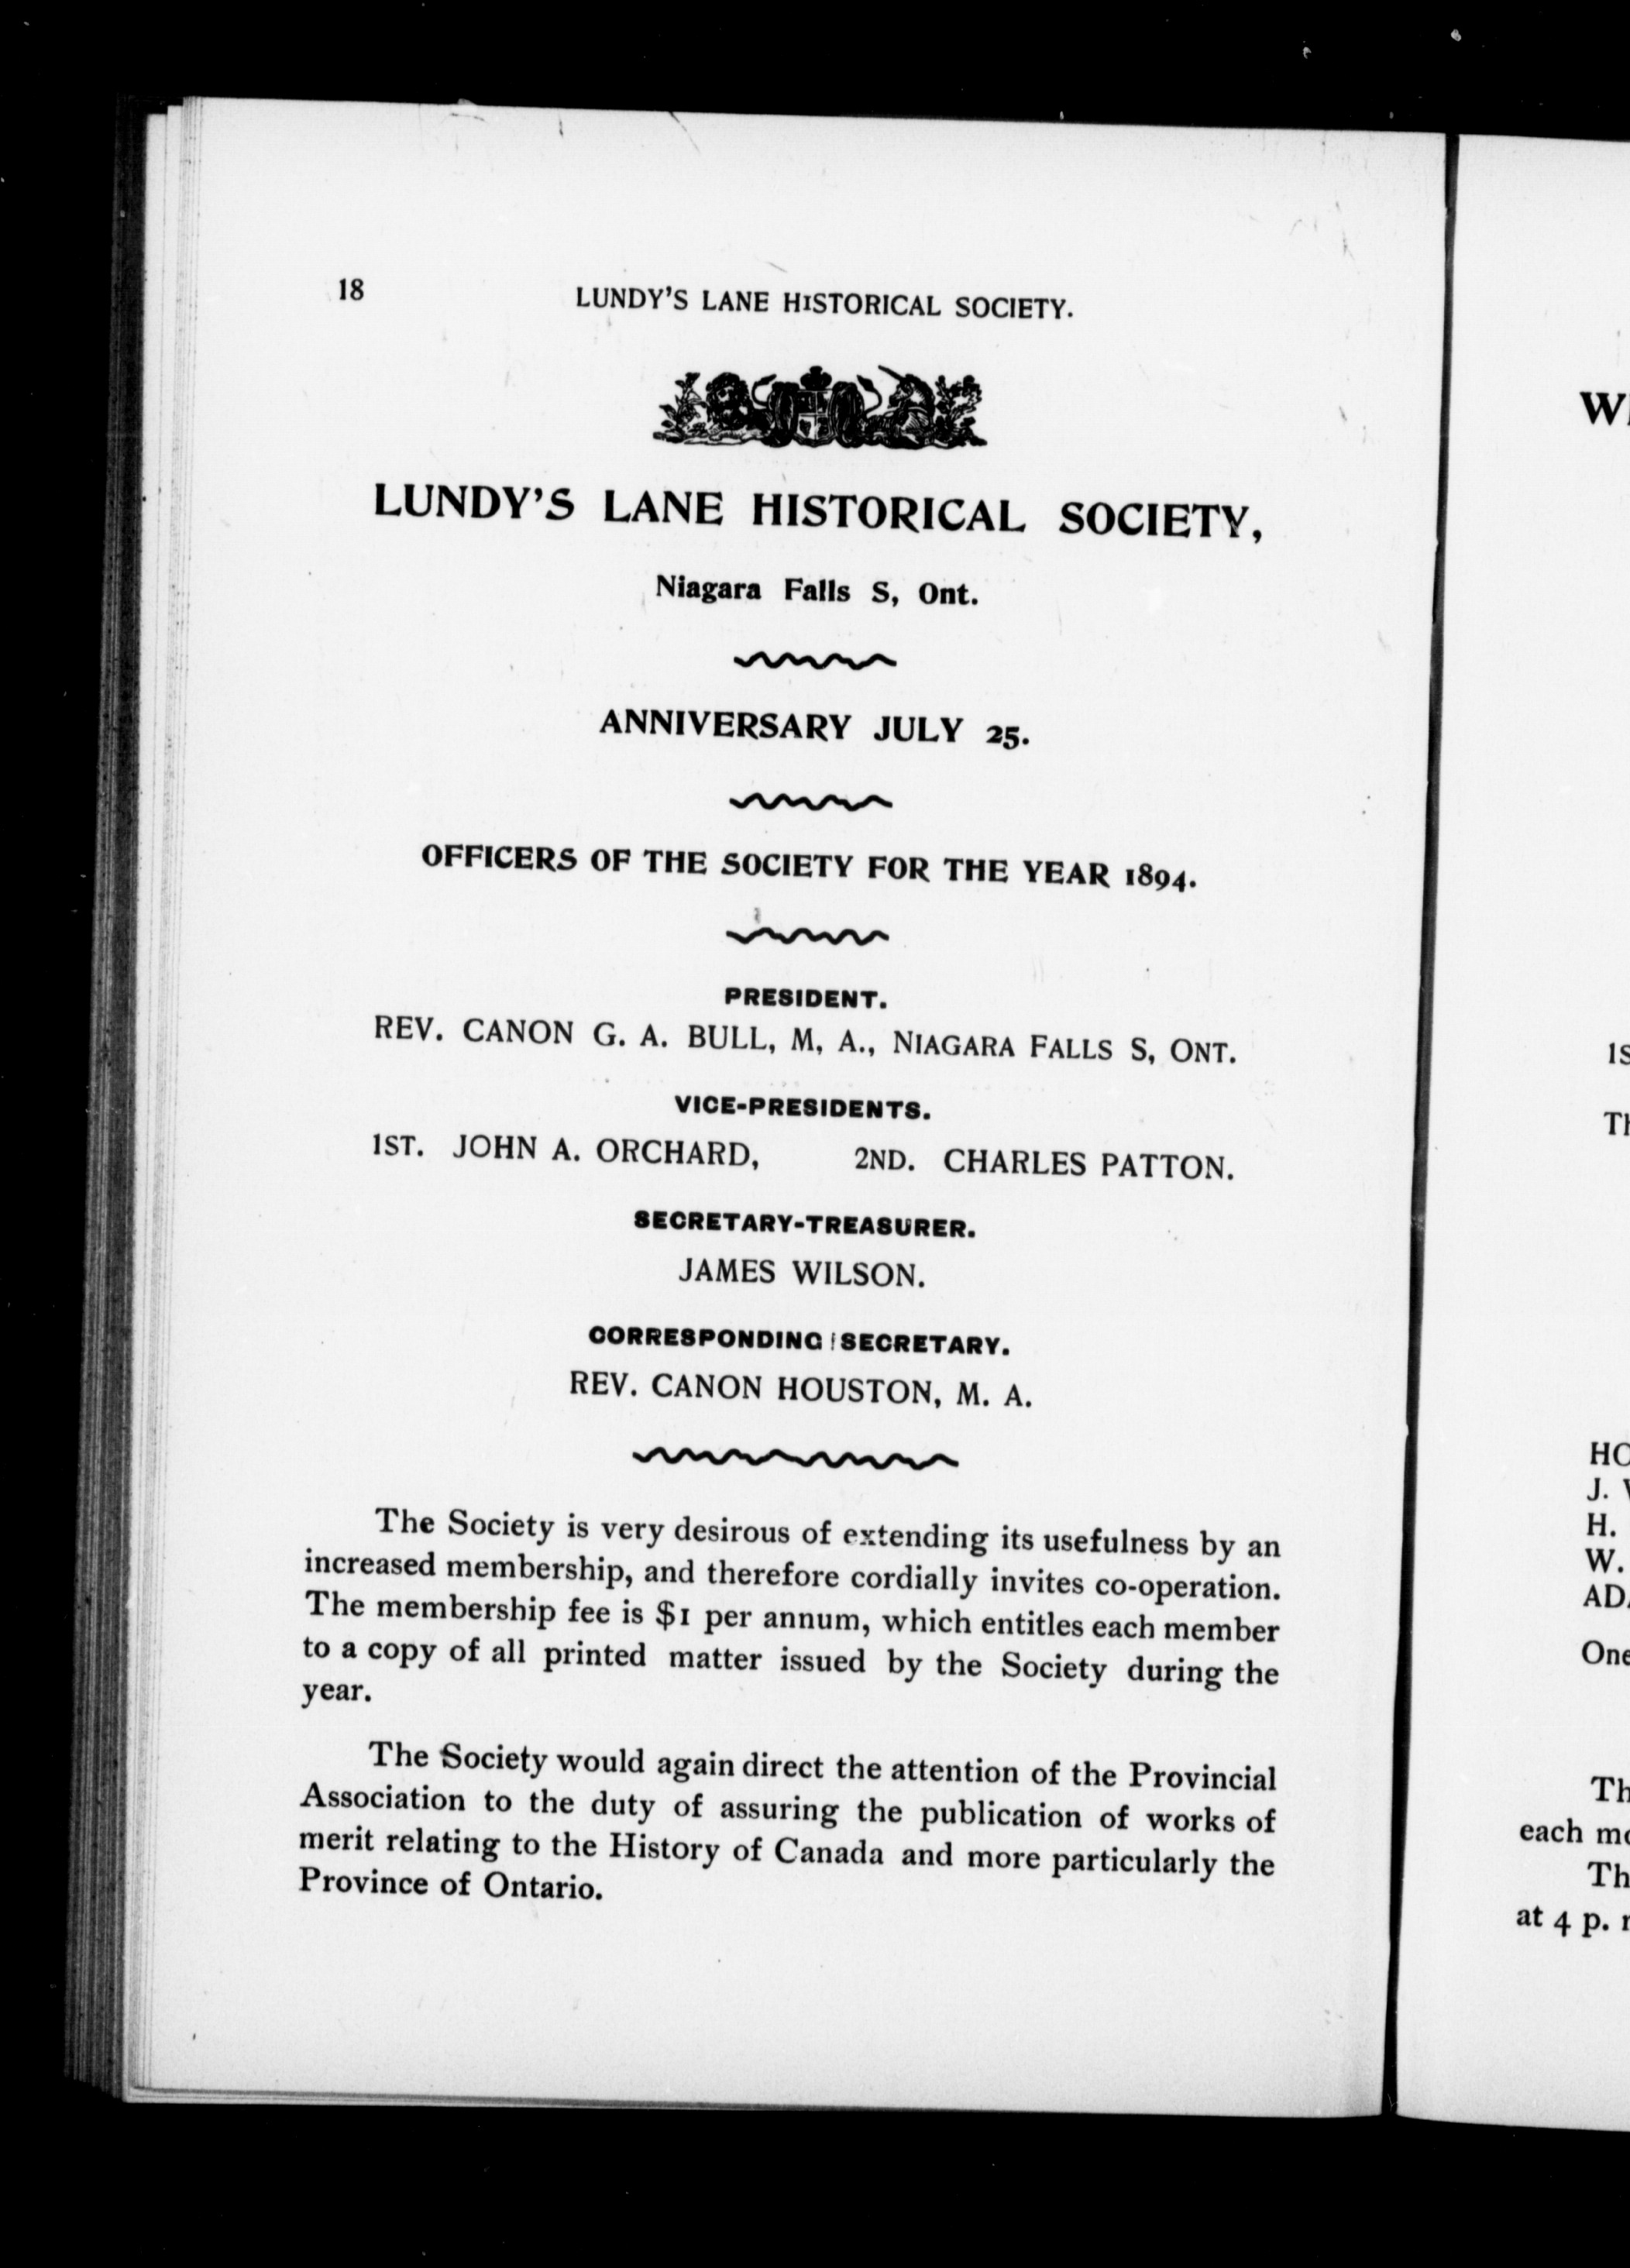 18
LUNDY'S LANE HISTORICAL SOCIETY.
LUNDY'S LANE HISTORICAL SOCIETY,
Niagara Falls S, Ont.
ANNIVERSARY JULY 25.
OFFICERS OF THE SOCIETY FOR THE YEAR 1894.
PRESIDENT.
REV. CANON G. A. BULL, M, A., NIAGARA FALLS S, ONT.
VICE-PRESIDENTS.
1ST. JOHN A. ORCHARD, 2ND. CHARLES PATTON.
SECRETARY-TREASURER.
JAMES WILSON.
CORRESPONDING SECRETARY.
REV. CANON HOUSTON, M. A.
The Society is very desirous of extending its usefulness by an
increased membership, and therefore cordially invites co-operation.
The membership fee is $1 per annum, which entitles each member
to a copy of all printed matter issued by the Society during the
year.
The Society would again direct the attention of the Provincial
Association to the duty of assuring the publication of works of
merit relating to the History of Canada and more particularly the
Province of Ontario.
J.
H.
W.
One
each
at 4 p.